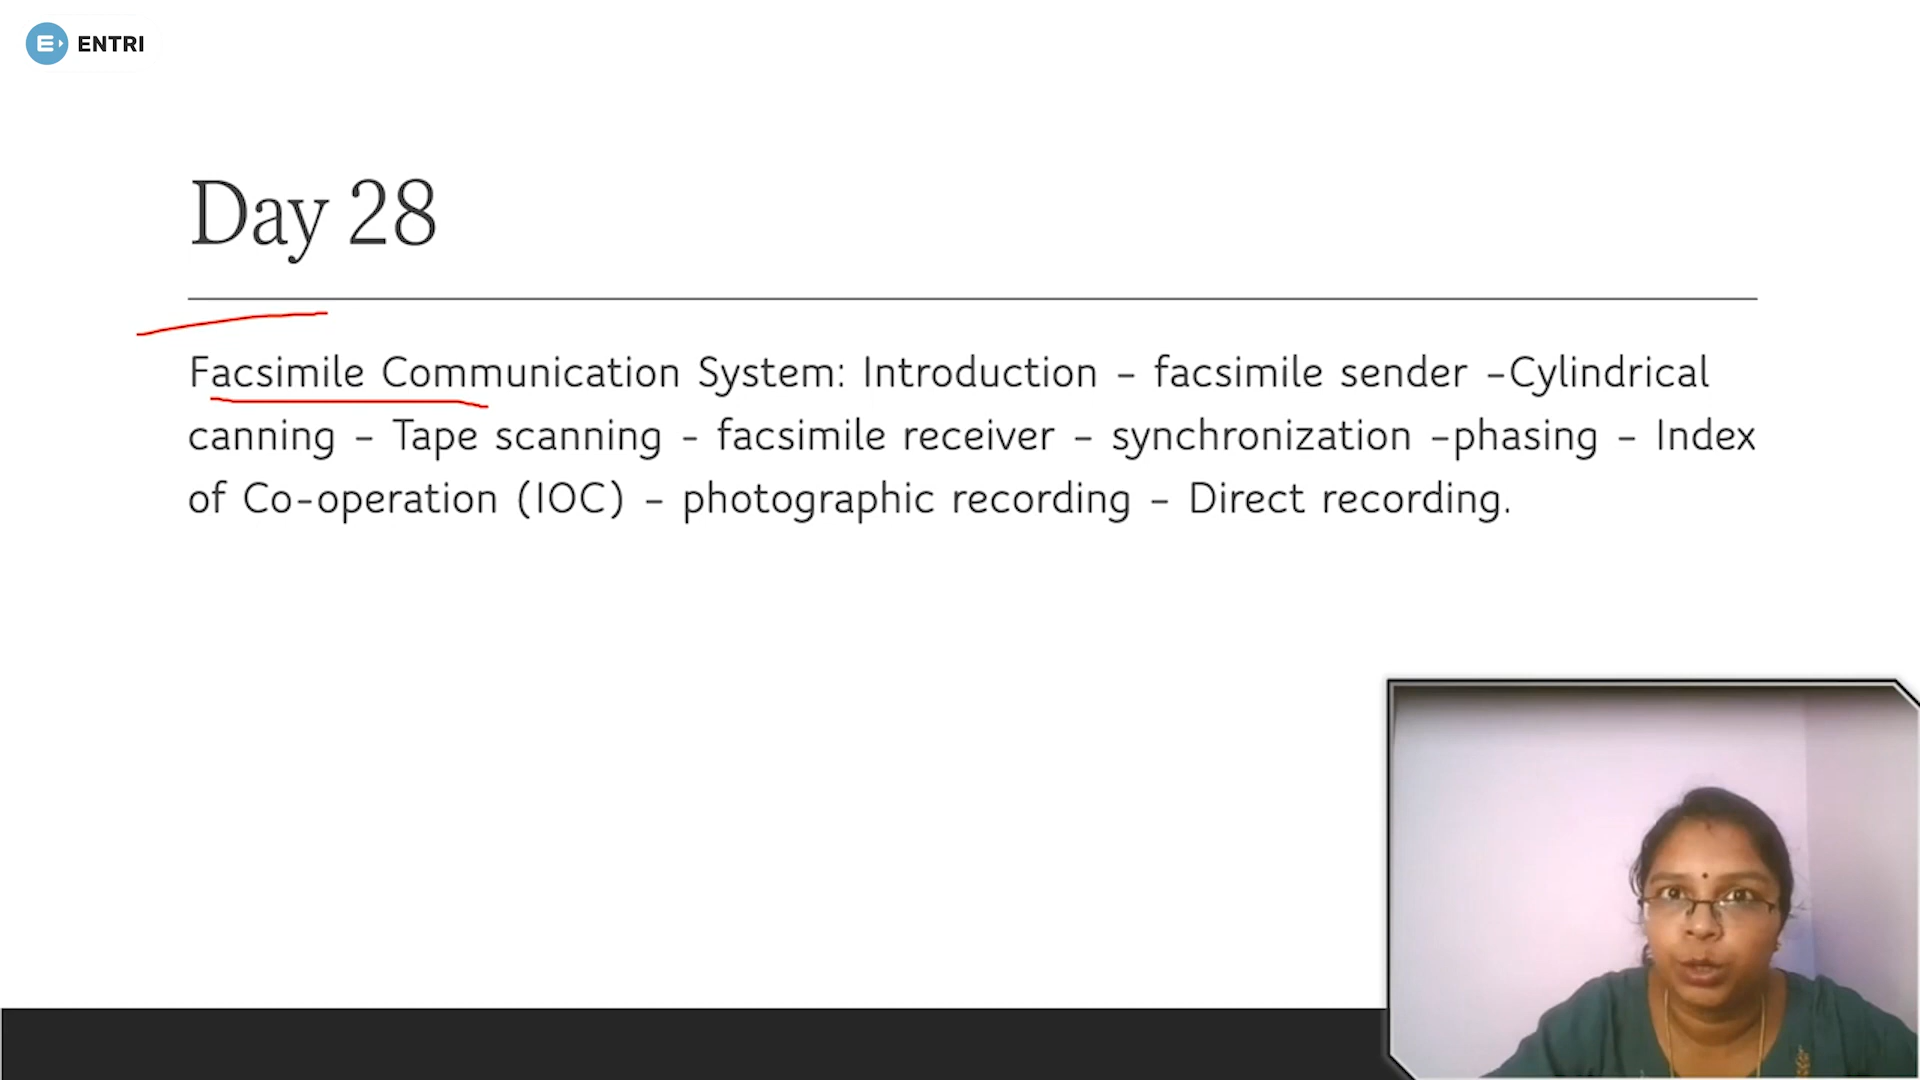 E ENTRI
Day 28
Facsimile Communication System: Introduction – facsimile sender –Cylindrical
canning – Tape scanning - facsimile receiver – synchronization –phasing – Index
of Co-operation (IOC) – photographic recording – Direct recording.